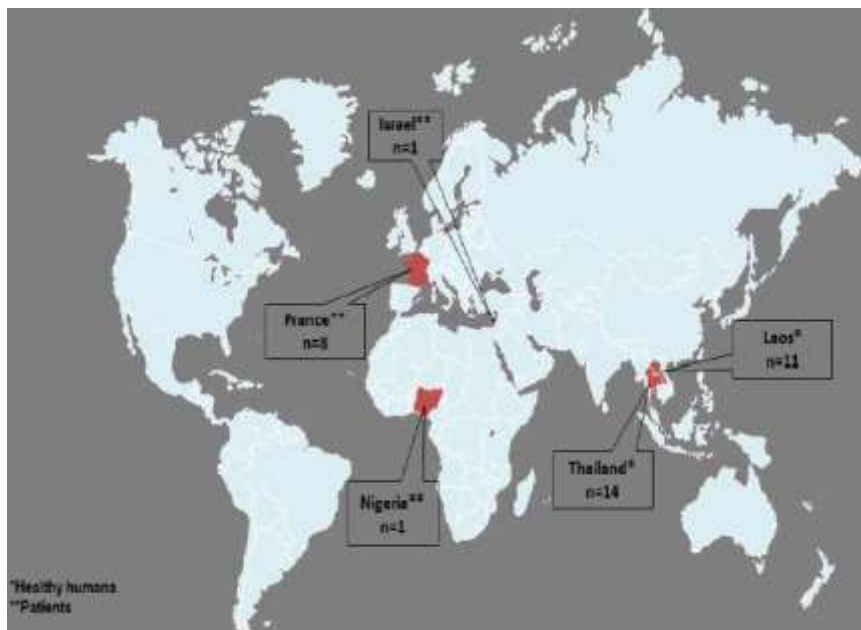 Israel**
n=1
France**
n=8
Laos*
n=11
Thailand*
n=14
Nigeria**
n=1
*Healthy humans
**Patients